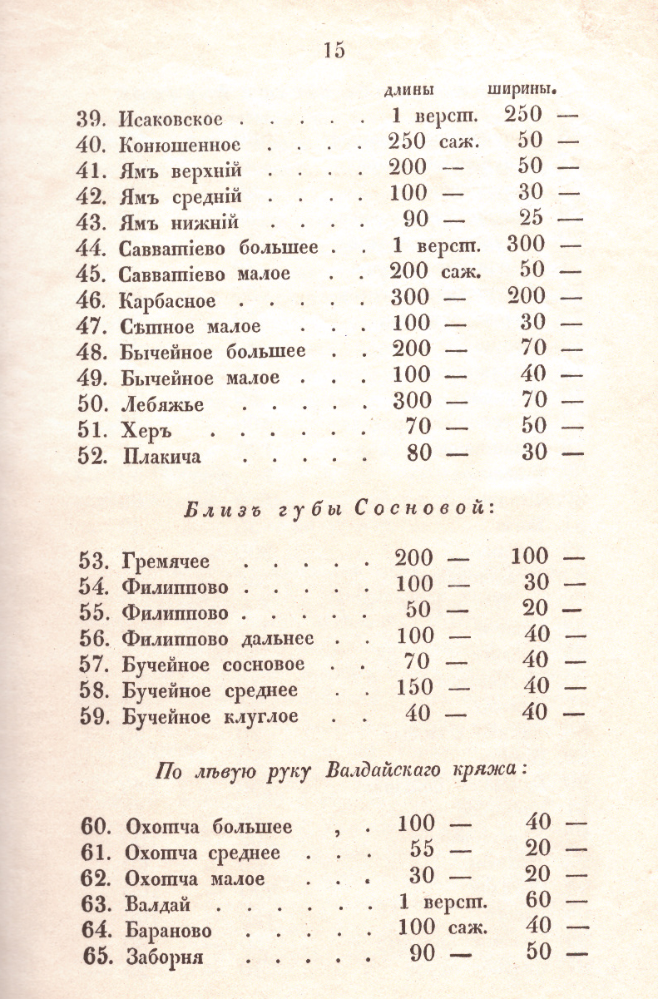 15
длины ширины.
39. Исаковское . . . . . 1 верст. 250 —
40. Конюшенное . . . . 250 саж. 50 —
41. Ямъ верхній . . . . 200 — 50 —
42. Ямъ средній . . . . 100 — 30 —
43. Ямъ нижній . . . . 90 — 25 —
44. Савватіево большее . . 1 верст. 300 —
45. Савватіево малое . . 200 саж. 50 —
46. Карбасное . . . . . 300 — 200 —
47. Сѣтное малое . . . 100 — 30 —
48. Бычейное большее . . 200 — 70 —
49. Бычейное малое . . . 100 — 40 —
50. Лебяжье . . . . . 300 — 70 —
51. Херъ . . . . . . 70 — 50 —
52. Плакича . . . . . 80 — 30 —
Близъ губы Сосновой:
53. Гремячее . . . . . 200 — 100 —
54. Филиппово . . . . . 100 — 30 —
55. Филиппово . . . . . 50 — 20 —
56. Филиппово дальнее . . 100 — 40 —
57. Бучейное сосновое . . 70 — 40 —
58. Бучейное среднее . . 150 — 40 —
59. Бучейное клуглое . . 40 — 40 —
По лѣвую руку Валдайскаго кряжа:
60. Охотча большее , . 100 — 40 —
61. Охотча среднее . . . 55 — 20 —
62. Охотча малое . . . 30 — 20 —
63. Валдай . . . . . . 1 верст. 60 —
64. Бараново . . . . . 100 саж. 40 —
65. Заборня . . . . . 90 — 50 —